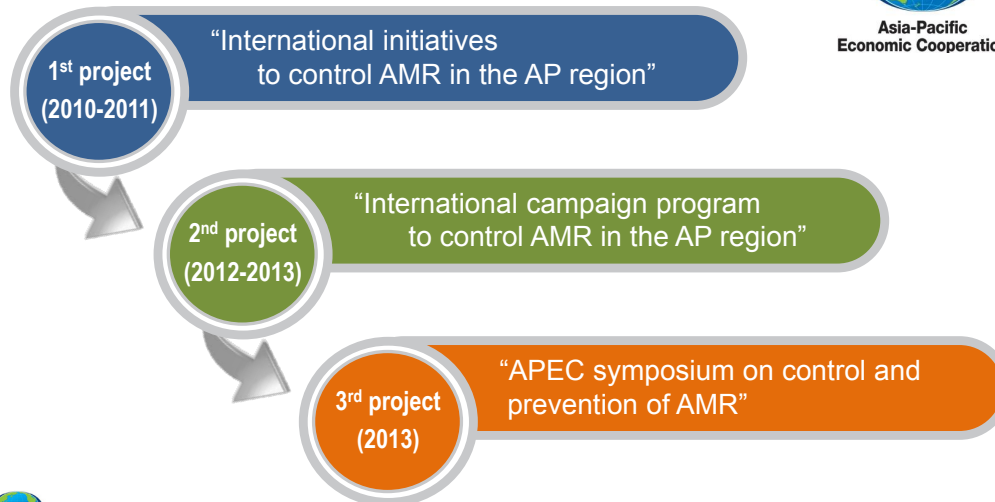 Asia-Pacific
Economic Cooperatio
“International initiatives
to control AMR in the AP region”
1st project
(2010-2011)
“International campaign program
to control AMR in the AP region”
2nd project
(2012-2013)
“APEC symposium on control and
prevention of AMR”
3rd project
(2013)